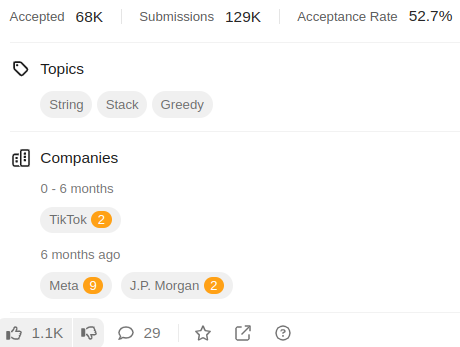 Accepted 68K Submissions 129K Acceptance Rate 52.7%
Topics
String Stack Greedy
Companies
0 - 6 months
TikTok 2
6 months ago
Meta 9 J.P. Morgan 2
1.1K 29